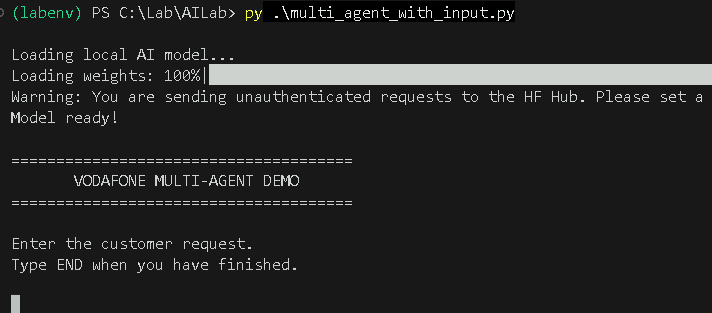 (labenv) PS C:\Lab\AILab> py .\multi_agent_with_input.py
Loading local AI model...
Loading weights: 100%|
Warning: You are sending unauthenticated requests to the HF Hub. Please set a
Model ready!
======================================
VODAFONE MULTI-AGENT DEMO
======================================
Enter the customer request.
Type END when you have finished.